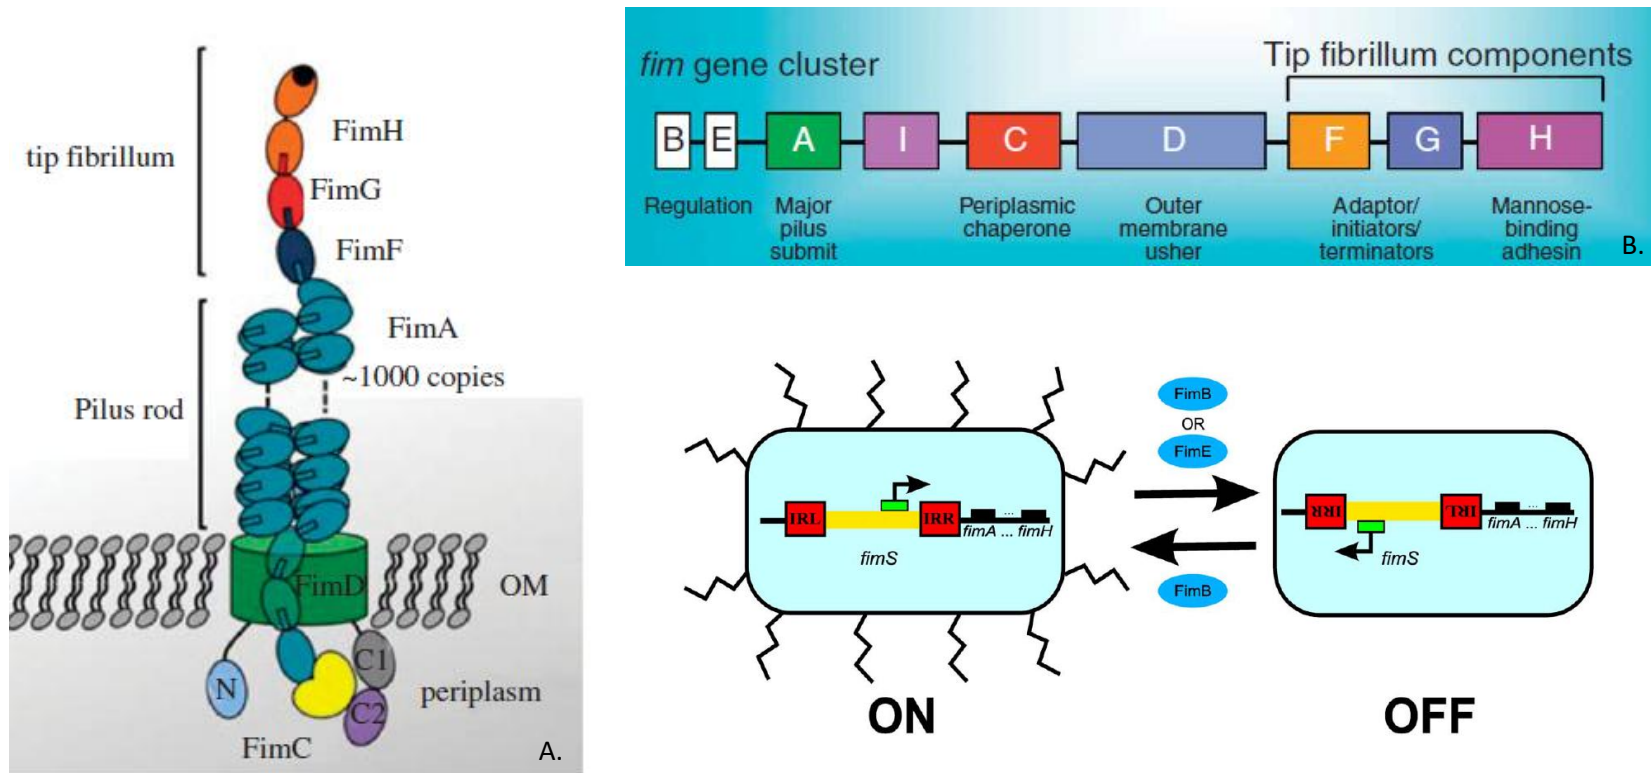 tip fibrillum
FimH
FimG
FimF
FimA
~1000 copies
Pilus rod
FimD
OM
N
C1
C2
periplasm
FimC
A.
fim gene cluster
Tip fibrillum components
B E A I C D F G H
Regulation
Major
pilus
submit
Periplasmic
chaperone
Outer
membrane
usher
Adaptor/
initiators/
terminators
Mannose-
binding
adhesin
B.
IRL
IRR
fimA ... fimH
...
fimS
ON
FimB
OR
FimE
FimB
IRR
IRL
...
fimA ... fimH
fimS
OFF